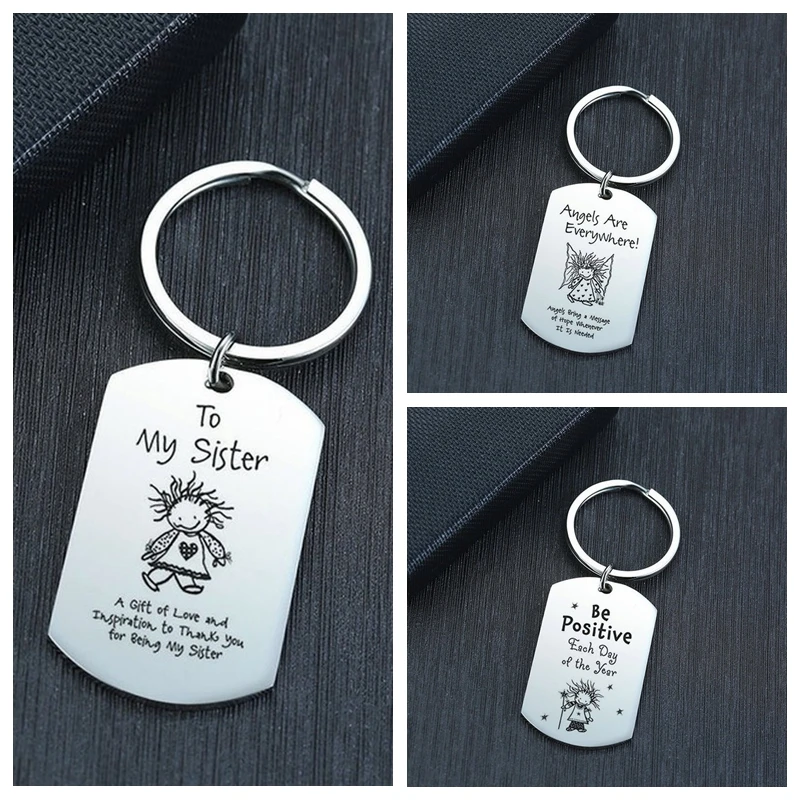 To
My Sister
A Gift of Love and
Inspiration to Thank You
for Being My Sister
Angels Are
Everywhere!
Angels Bring a Message
of Hope Whenever
It Is Needed
Be
Positive
Each Day
of the Year